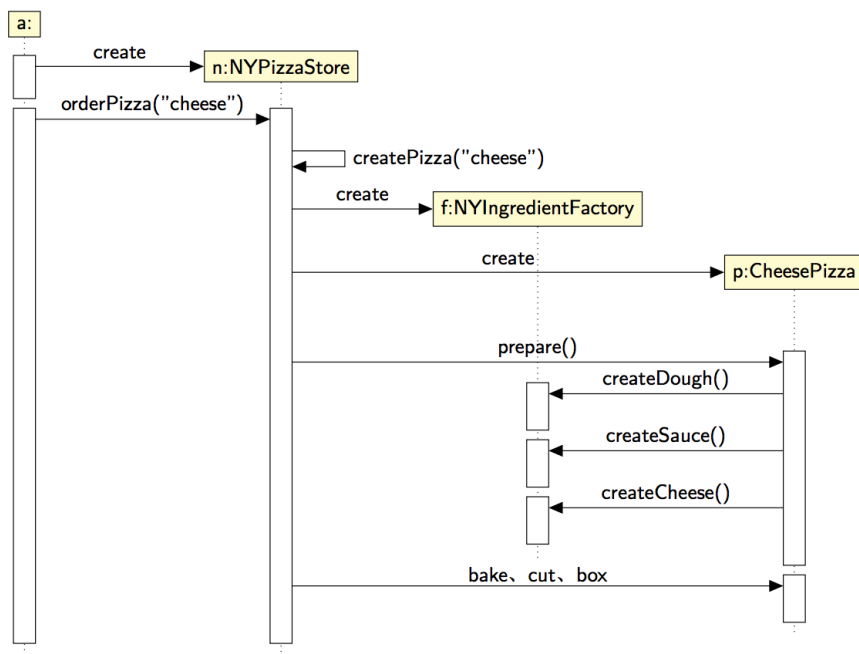 a:
create
n:NYPizzaStore
orderPizza("cheese")
createPizza("cheese")
create
f:NYIngredientFactory
create
p:CheesePizza
prepare()
createDough()
createSauce()
createCheese()
bake、cut、box